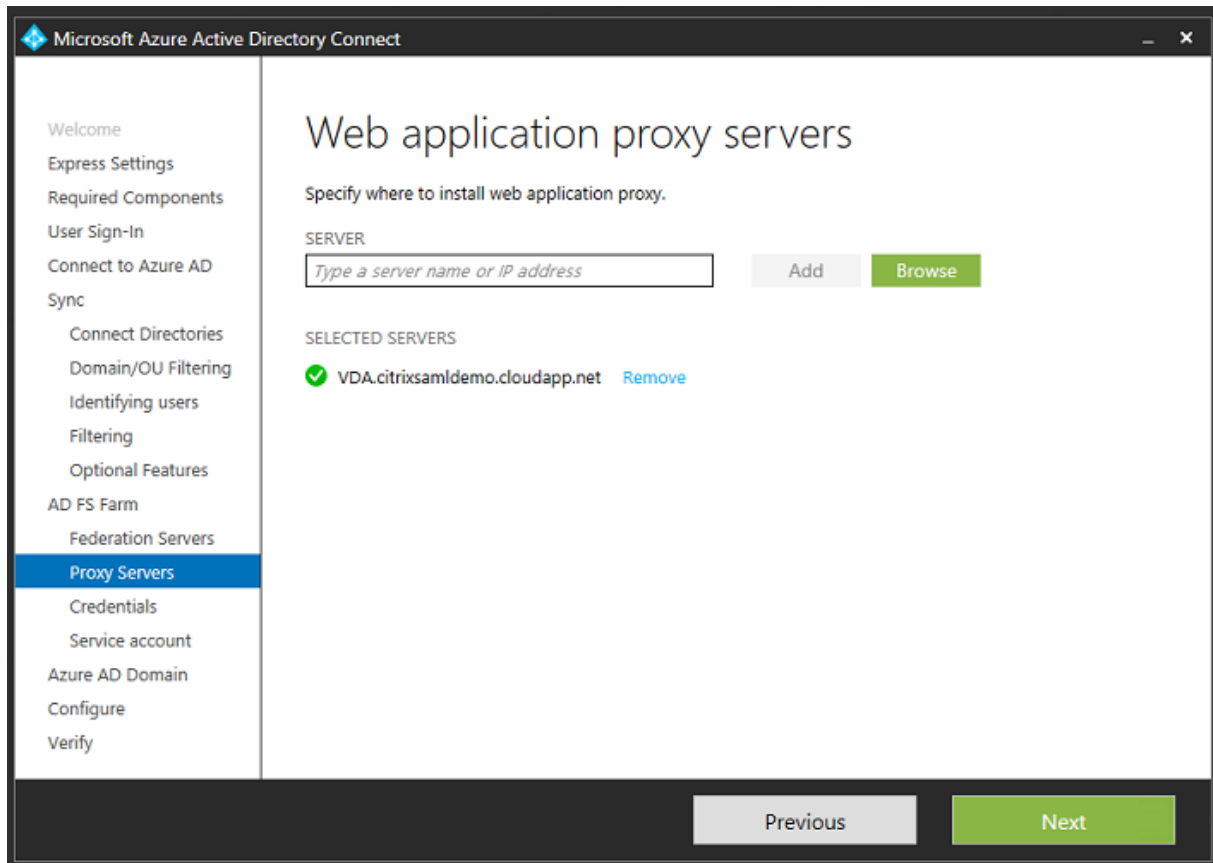 Microsoft Azure Active Directory Connect
Welcome
Express Settings
Required Components
User Sign-In
Connect to Azure AD
Sync
Connect Directories
Domain/OU Filtering
Identifying users
Filtering
Optional Features
AD FS Farm
Federation Servers
Proxy Servers
Credentials
Service account
Azure AD Domain
Configure
Verify
Web application proxy servers
Specify where to install web application proxy.
SERVER
Type a server name or IP address
Add
Browse
SELECTED SERVERS
VDA.citrixsamldemo.cloudapp.net Remove
Previous
Next